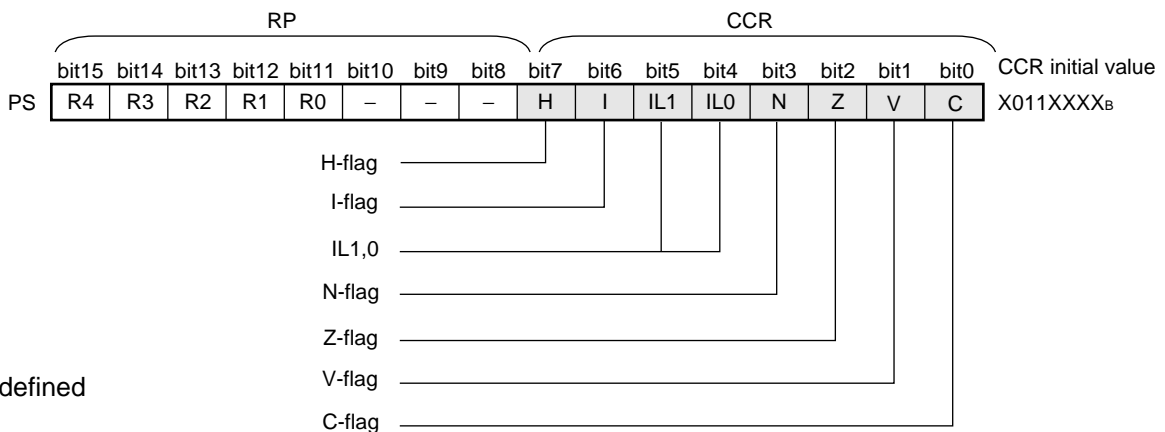 RP CCR
bit15 bit14 bit13 bit12 bit11 bit10 bit9 bit8 bit7 bit6 bit5 bit4 bit3 bit2 bit1 bit0 CCR initial value
PS R4 R3 R2 R1 R0 – – – H I IL1 IL0 N Z V C X011XXXXB
H-flag
I-flag
IL1,0
N-flag
Z-flag
defined V-flag
C-flag